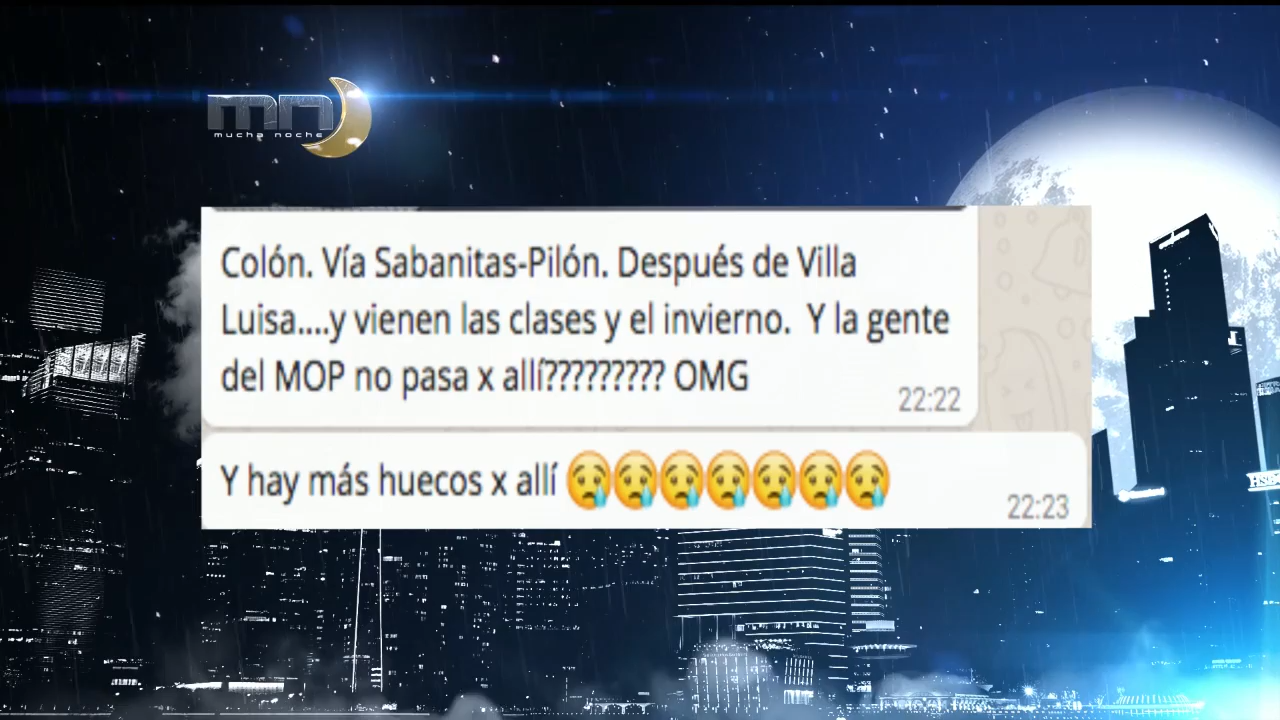 mn
mucha noche
Colón. Vía Sabanitas-Pilón. Después de Villa
Luisa....y vienen las clases y el invierno.  Y la gente
del MOP no pasa x allí????????? OMG
22:22
Y hay más huecos x allí 😢😢😢😢😢😢😢
22:23